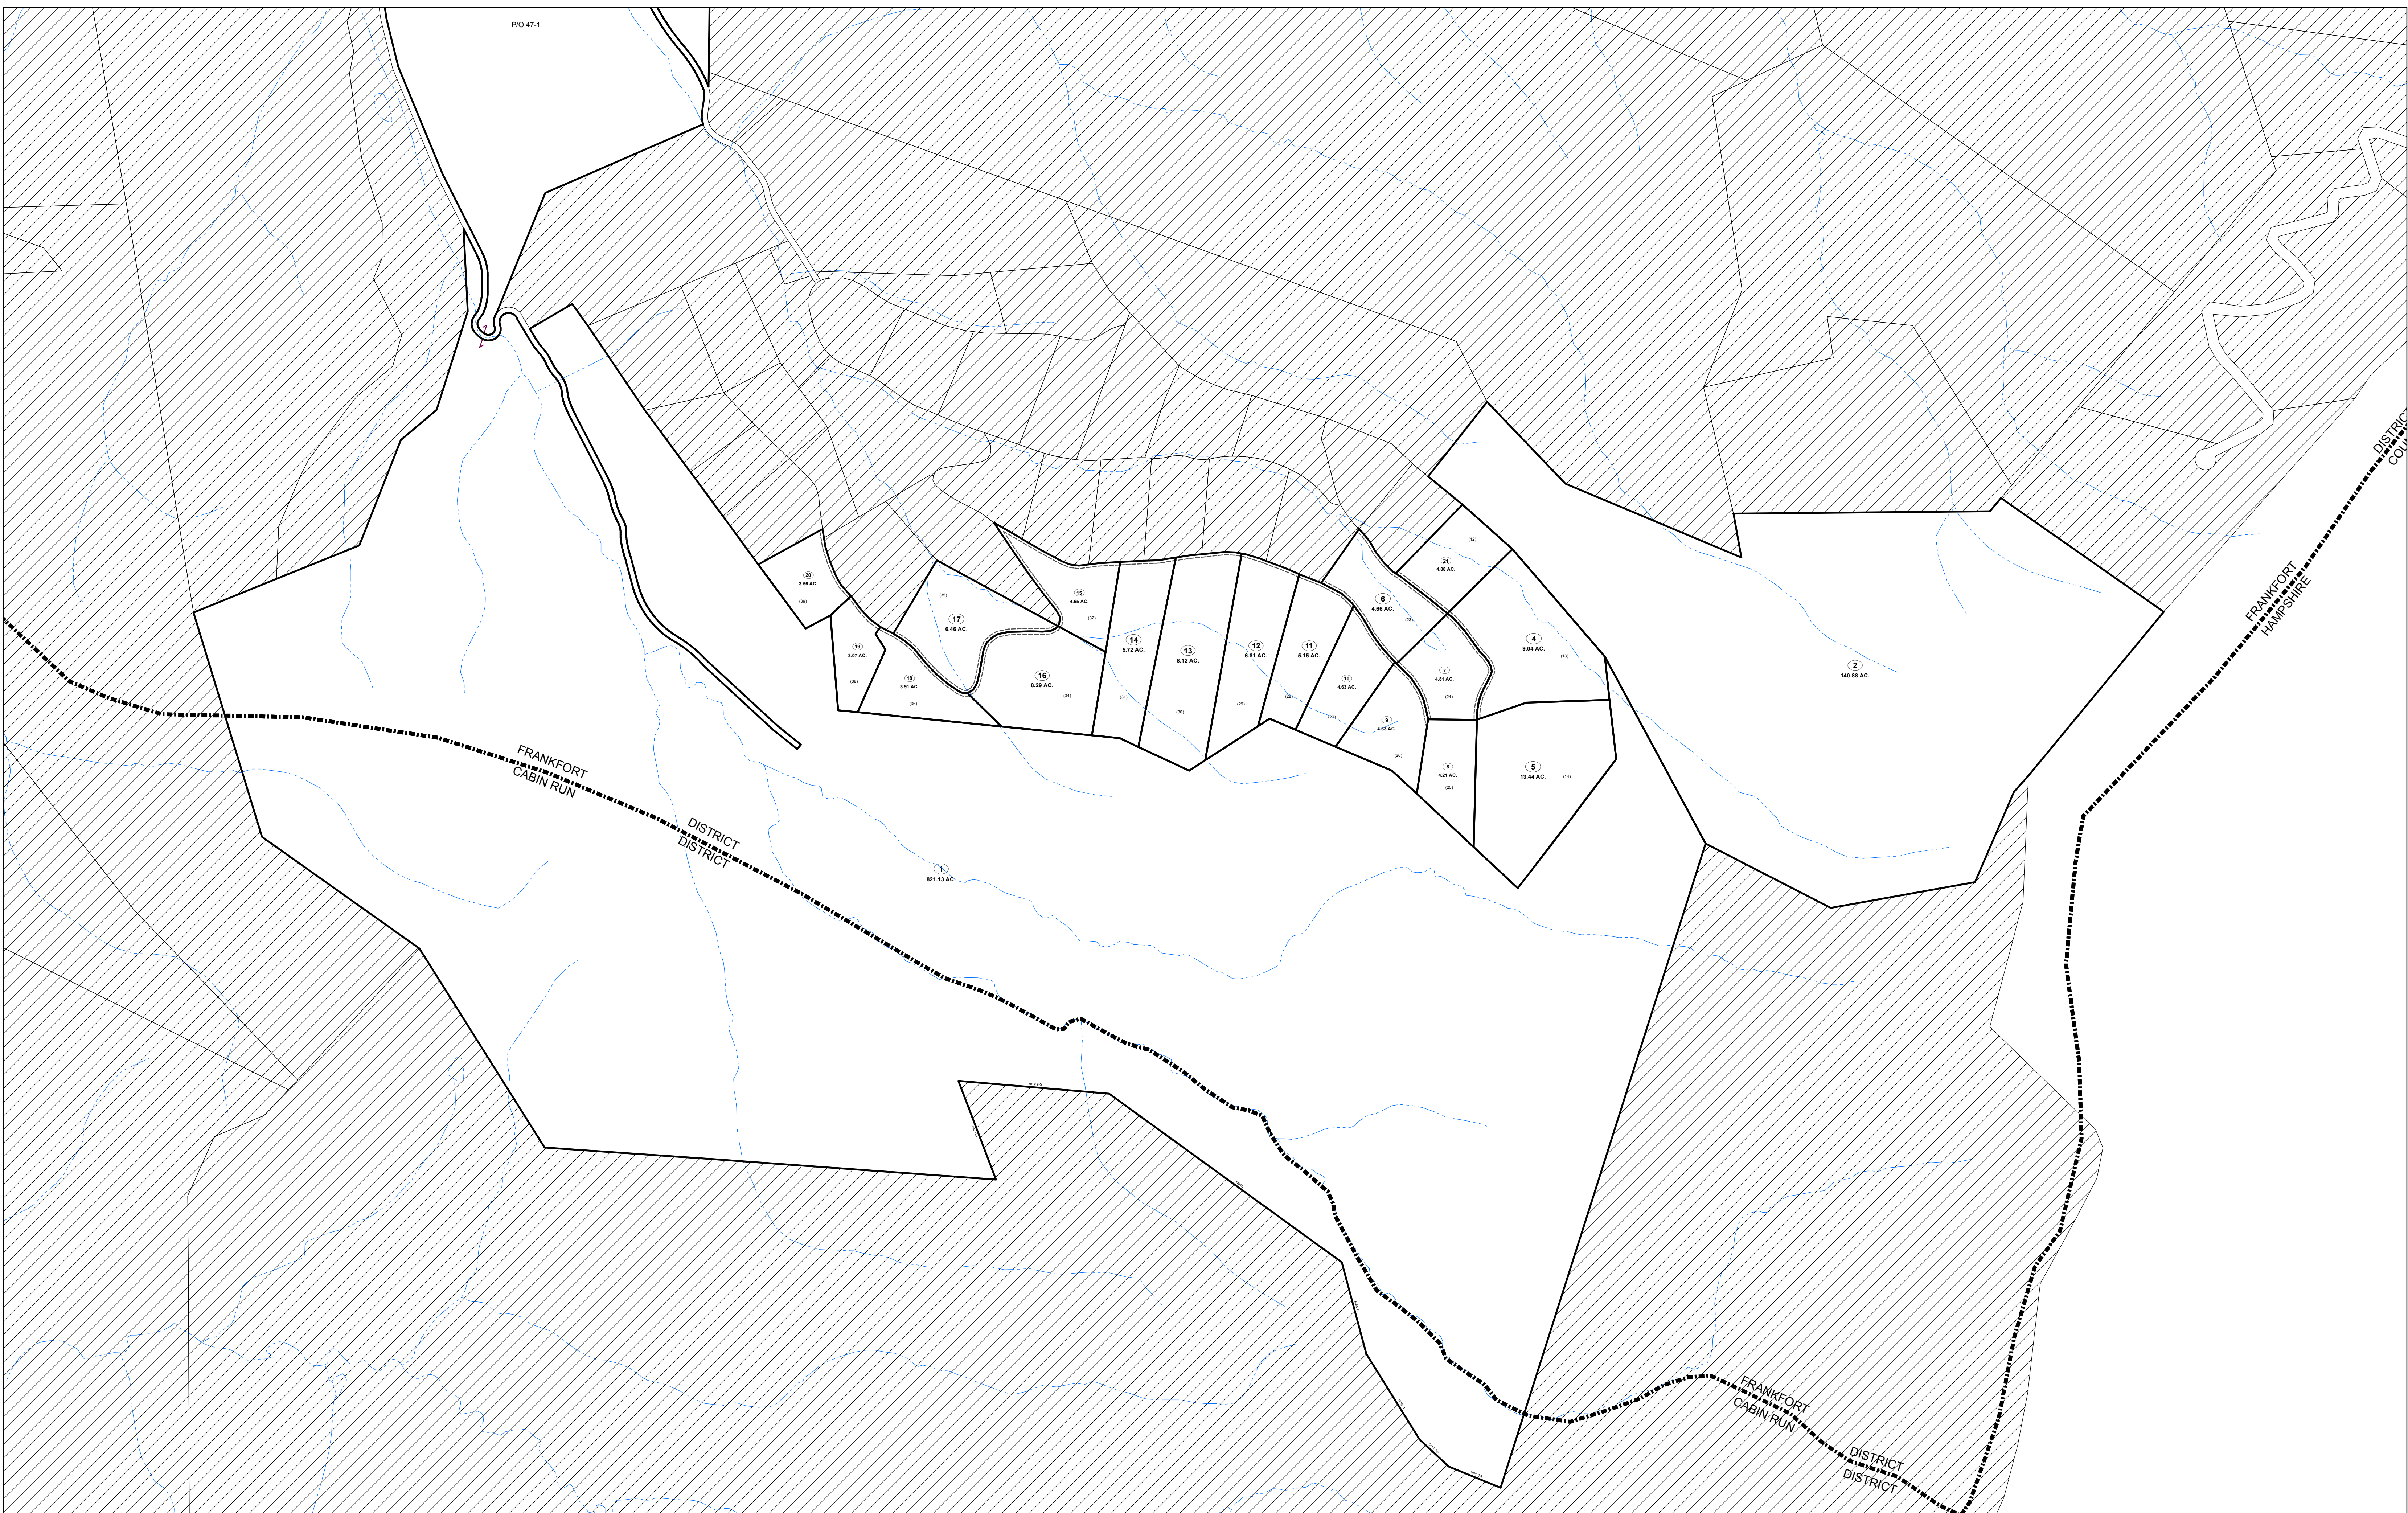 P/O 47-1
DISTRICT
FRANKFORT
HAMPSHIRE
(12)
21
4.88 AC.
20
3.56 AC.
(39)
15
4.65 AC.
(32)
(35)
17
6.46 AC.
6
4.66 AC.
(23)
14
5.72 AC.
(31)
13
8.12 AC.
(30)
12
6.61 AC.
(29)
11
5.15 AC.
(28)
4
9.04 AC.
(13)
2
140.88 AC.
19
3.07 AC.
(38)
18
3.91 AC.
(36)
16
8.29 AC.
(34)
10
4.83 AC.
(27)
7
4.81 AC.
(24)
9
4.63 AC.
(26)
8
4.21 AC.
(25)
5
13.44 AC.
(14)
FRANKFORT
CABIN RUN
DISTRICT
DISTRICT
1
821.13 AC.
FRANKFORT
CABIN RUN
DISTRICT
DISTRICT